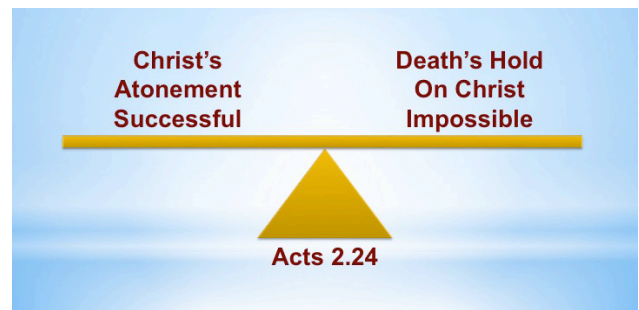 Christ's
Atonement
Successful
Death's Hold
On Christ
Impossible
Acts 2.24